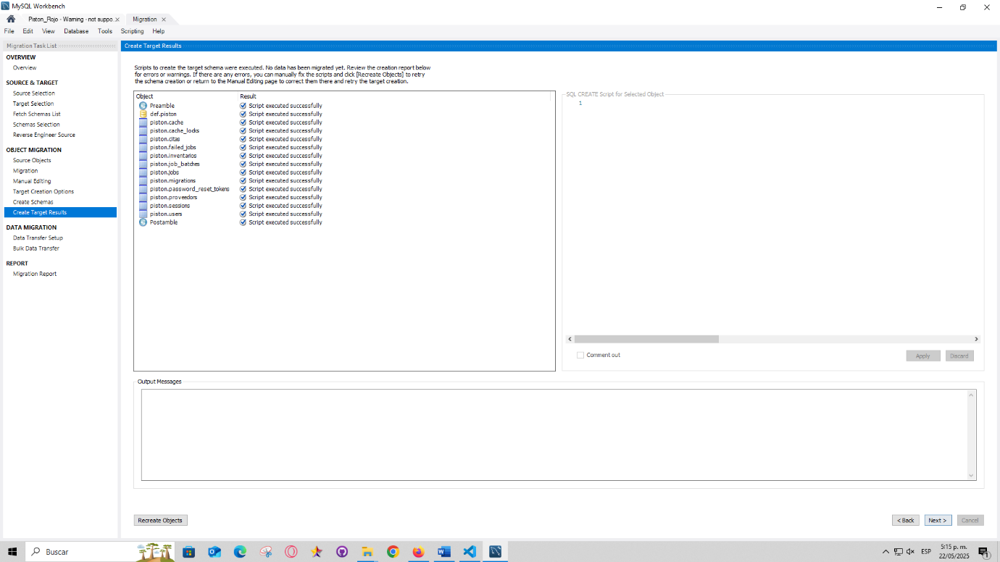 MySQL Workbench
Piston_Rojo - Warning - not suppo...
Migration
File Edit View Database Tools Scripting Help
Migration Task List
OVERVIEW
Overview
SOURCE & TARGET
Source Selection
Target Selection
Fetch Schemas List
Schemas Selection
Reverse Engineer Source
OBJECT MIGRATION
Source Objects
Migration
Manual Editing
Target Creation Options
Create Schemas
Create Target Results
DATA MIGRATION
Data Transfer Setup
Bulk Data Transfer
REPORT
Migration Report
Create Target Results
Scripts to create the target schema were executed. No data has been migrated yet. Review the creation report below
for errors or warnings. If there are any errors, you can manually fix the scripts and click [Recreate Objects] to retry
the schema creation or return to the Manual Editing page to correct them there and retry the target creation.
Object Result
Preamble Script executed successfully
def.piston Script executed successfully
piston.cache Script executed successfully
piston.cache_locks Script executed successfully
piston.citas Script executed successfully
piston.failed_jobs Script executed successfully
piston.inventarios Script executed successfully
piston.job_batches Script executed successfully
piston.jobs Script executed successfully
piston.migrations Script executed successfully
piston.password_reset_tokens Script executed successfully
piston.proveedors Script executed successfully
piston.sessions Script executed successfully
piston.users Script executed successfully
Postamble Script executed successfully
SQL CREATE Script for Selected Object
1
Comment out
Apply
Discard
Output Messages
Recreate Objects
< Back
Next >
Cancel
Buscar
ESP
5:15 p. m.
22/05/2025
1